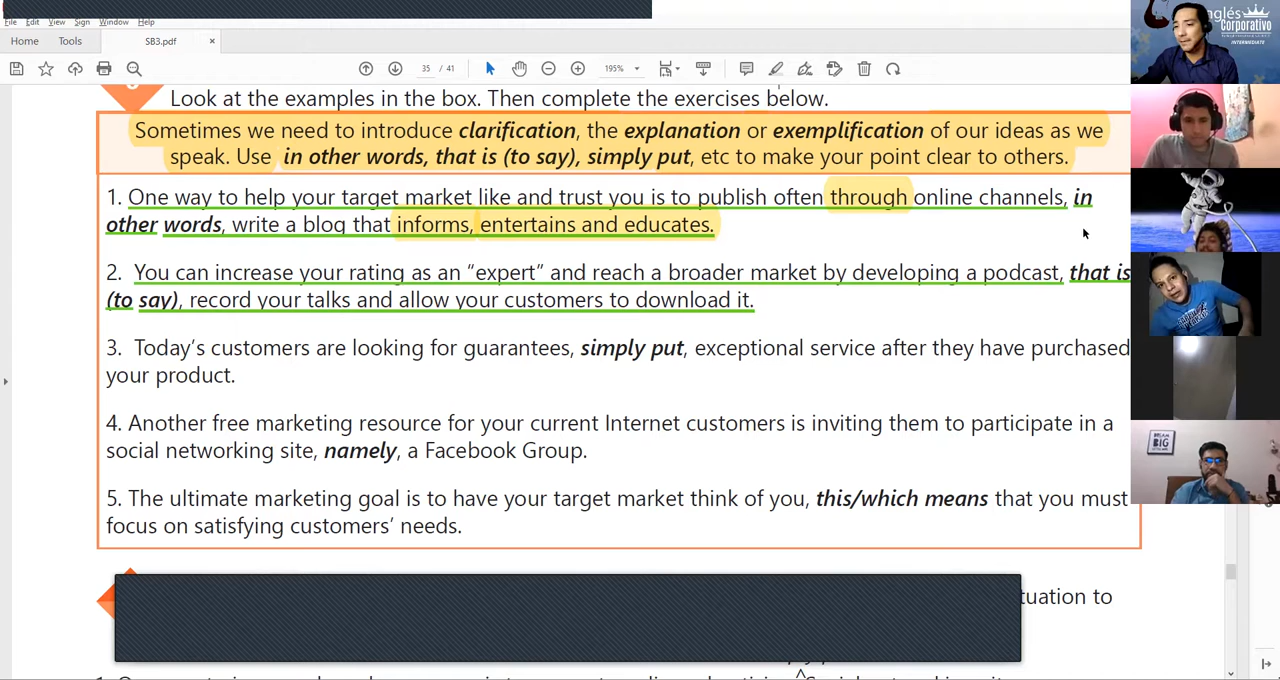 File Edit View Sign Window Help
Home Tools SB3.pdf ×
35 / 41 195%
Look at the examples in the box. Then complete the exercises below.
Sometimes we need to introduce clarification, the explanation or exemplification of our ideas as we
speak. Use in other words, that is (to say), simply put, etc to make your point clear to others.
1. One way to help your target market like and trust you is to publish often through online channels, in
other words, write a blog that informs, entertains and educates.
2. You can increase your rating as an “expert” and reach a broader market by developing a podcast, that is
(to say), record your talks and allow your customers to download it.
3. Today’s customers are looking for guarantees, simply put, exceptional service after they have purchased
your product.
4. Another free marketing resource for your current Internet customers is inviting them to participate in a
social networking site, namely, a Facebook Group.
5. The ultimate marketing goal is to have your target market think of you, this/which means that you must
focus on satisfying customers’ needs.
tuation to
Inglés
Corporativo
INTERMEDIATE
DREAM
BIG